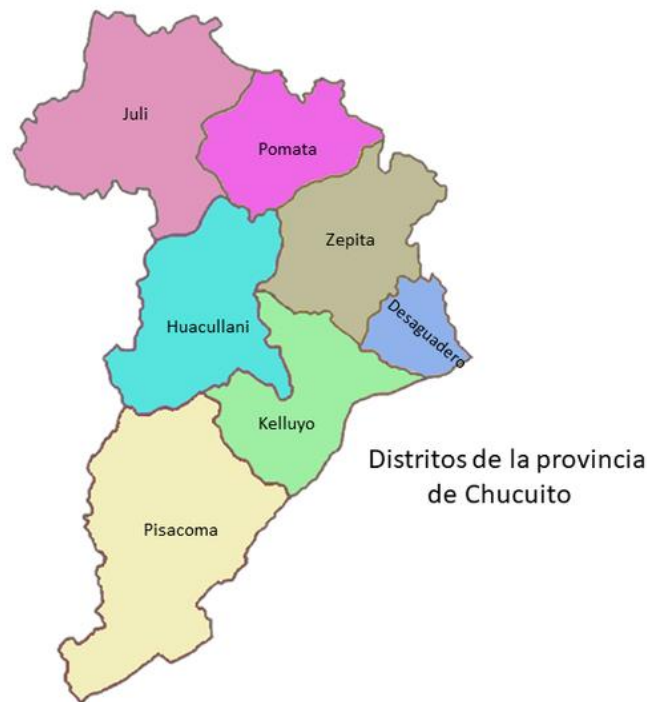 Juli
Pomata
Zepita
Desaguadero
Huacullani
Kelluyo
Distritos de la provincia
de Chucuito
Pisacoma